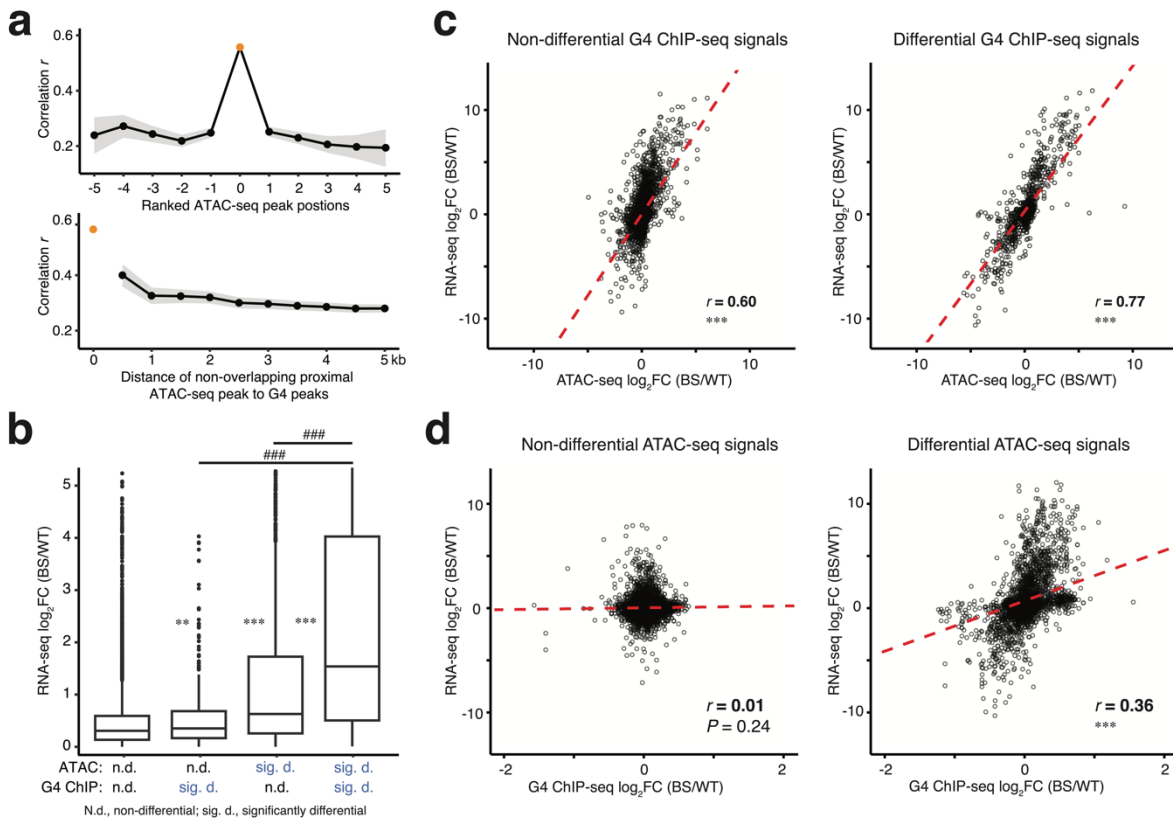 a
0.6
0.4
0.2
Correlation r
-5 -4 -3 -2 -1 0 1 2 3 4 5
Ranked ATAC-seq peak postions
0.6
0.4
0.2
Correlation r
0 1 2 3 4 5 kb
Distance of non-overlapping proximal
ATAC-seq peak to G4 peaks
b
###
###
5
4
3
2
1
0
RNA-seq log2FC (BS/WT)
** *** ***
ATAC: n.d. n.d. sig. d. sig. d.
G4 ChIP: n.d. sig. d. n.d. sig. d.
N.d., non-differential; sig. d., significantly differential
c
Non-differential G4 ChIP-seq signals
10
0
-10
RNA-seq log2FC (BS/WT)
r = 0.60
***
-10 0 10
ATAC-seq log2FC (BS/WT)
Differential G4 ChIP-seq signals
10
0
-10
RNA-seq log2FC (BS/WT)
r = 0.77
***
-10 0 10
ATAC-seq log2FC (BS/WT)
d
Non-differential ATAC-seq signals
10
0
-10
RNA-seq log2FC (BS/WT)
r = 0.01
P = 0.24
-2 0 2
G4 ChIP-seq log2FC (BS/WT)
Differential ATAC-seq signals
10
0
-10
RNA-seq log2FC (BS/WT)
r = 0.36
***
-2 0 2
G4 ChIP-seq log2FC (BS/WT)